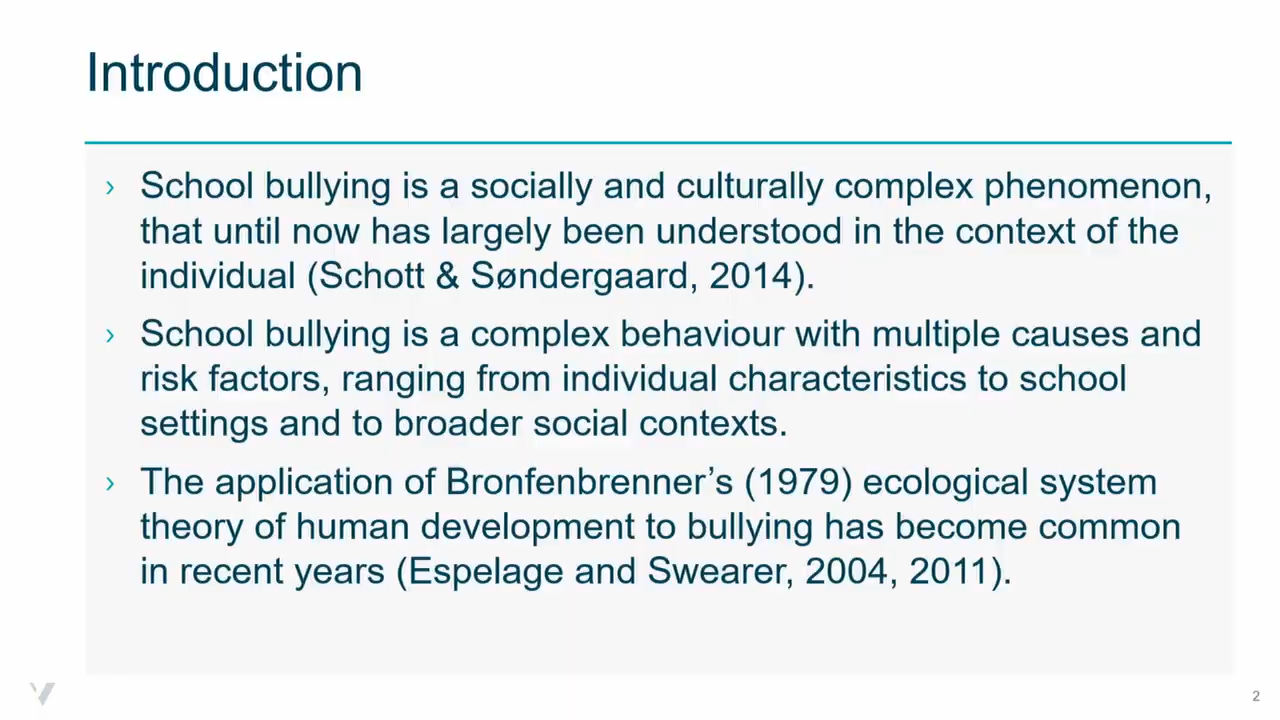 Introduction
› School bullying is a socially and culturally complex phenomenon,
that until now has largely been understood in the context of the
individual (Schott & Søndergaard, 2014).
› School bullying is a complex behaviour with multiple causes and
risk factors, ranging from individual characteristics to school
settings and to broader social contexts.
› The application of Bronfenbrenner’s (1979) ecological system
theory of human development to bullying has become common
in recent years (Espelage and Swearer, 2004, 2011).
2